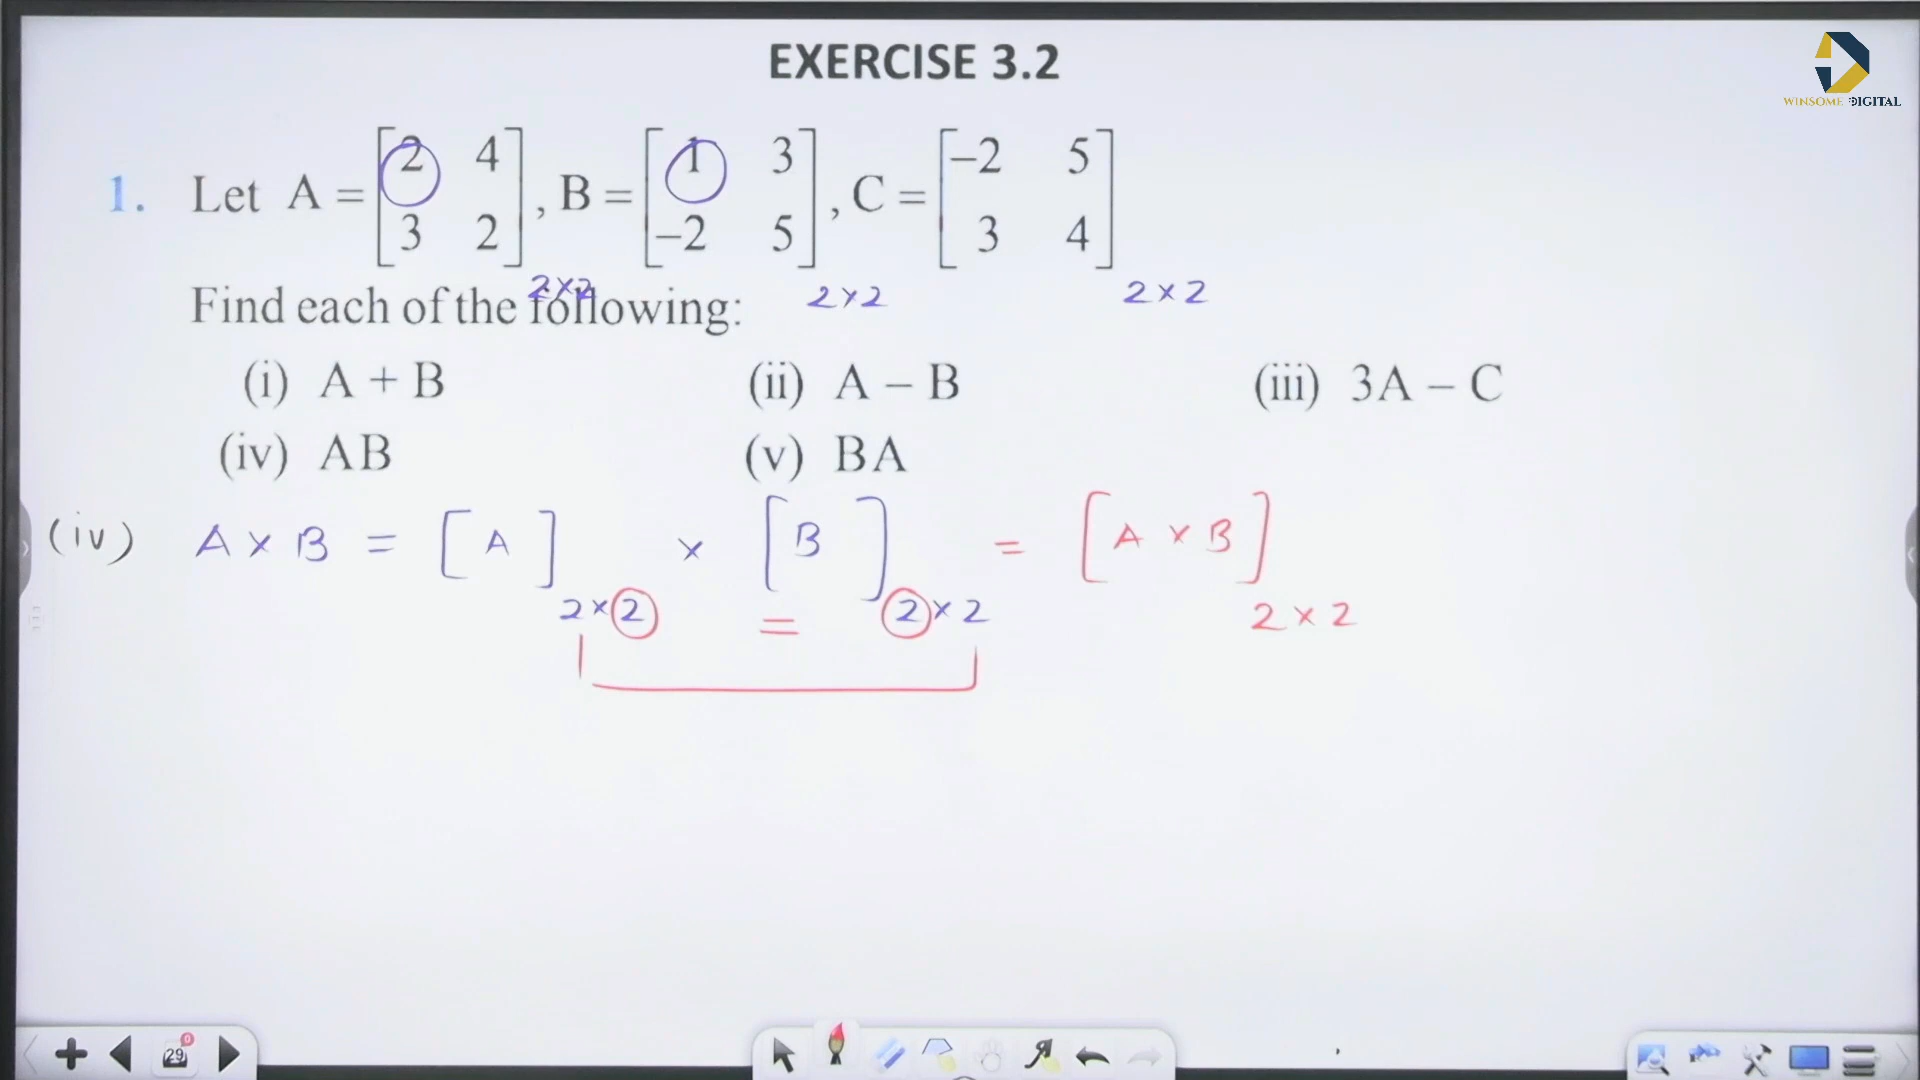 EXERCISE 3.2
WINSOME DIGITAL
1. Let A = [2 4 3 2], B = [1 3 –2 5], C = [–2 5 3 4]
2×2 2×2 2×2
Find each of the following:
(i) A + B (ii) A – B (iii) 3A – C
(iv) AB (v) BA
(iv) A × B = [A] × [B] = [A × B]
2×2 = 2×2 2×2
29
0